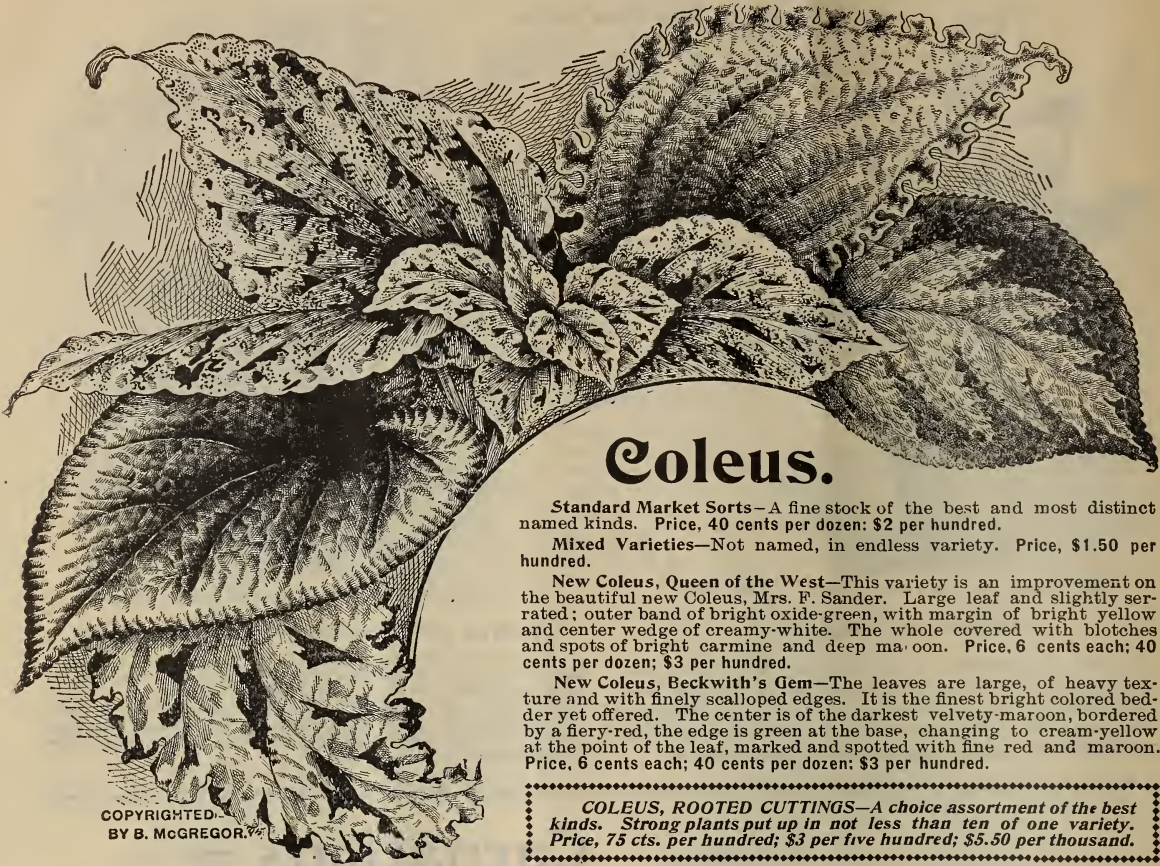 Coleus.
Standard Market Sorts—A fine stock of the best and most distinct
named kinds. Price, 40 cents per dozen: $2 per hundred.
Mixed Varieties—Not named, in endless variety. Price, $1.50 per
hundred.
New Coleus, Queen of the West—This variety is an improvement on
the beautiful new Coleus, Mrs. F. Sander. Large leaf and slightly ser-
rated; outer band of bright oxide-green, with margin of bright yellow
and center wedge of creamy-white. The whole covered with blotches
and spots of bright carmine and deep ma oon. Price, 6 cents each; 40
cents per dozen; $3 per hundred.
New Coleus, Beckwith's Gem—The leaves are large, of heavy tex-
ture and with finely scalloped edges. It is the finest bright colored bed-
der yet offered. The center is of the darkest velvety-maroon, bordered
by a fiery-red, the edge is green at the base, changing to cream-yellow
at the point of the leaf, marked and spotted with fine red and maroon.
Price, 6 cents each; 40 cents per dozen: $3 per hundred.
COLEUS, ROOTED CUTTINGS—A choice assortment of the best
kinds. Strong plants put up in not less than ten of one variety.
Price, 75 cts. per hundred; $3 per five hundred; $5.50 per thousand.
COPYRIGHTED
BY B. McGREGOR.